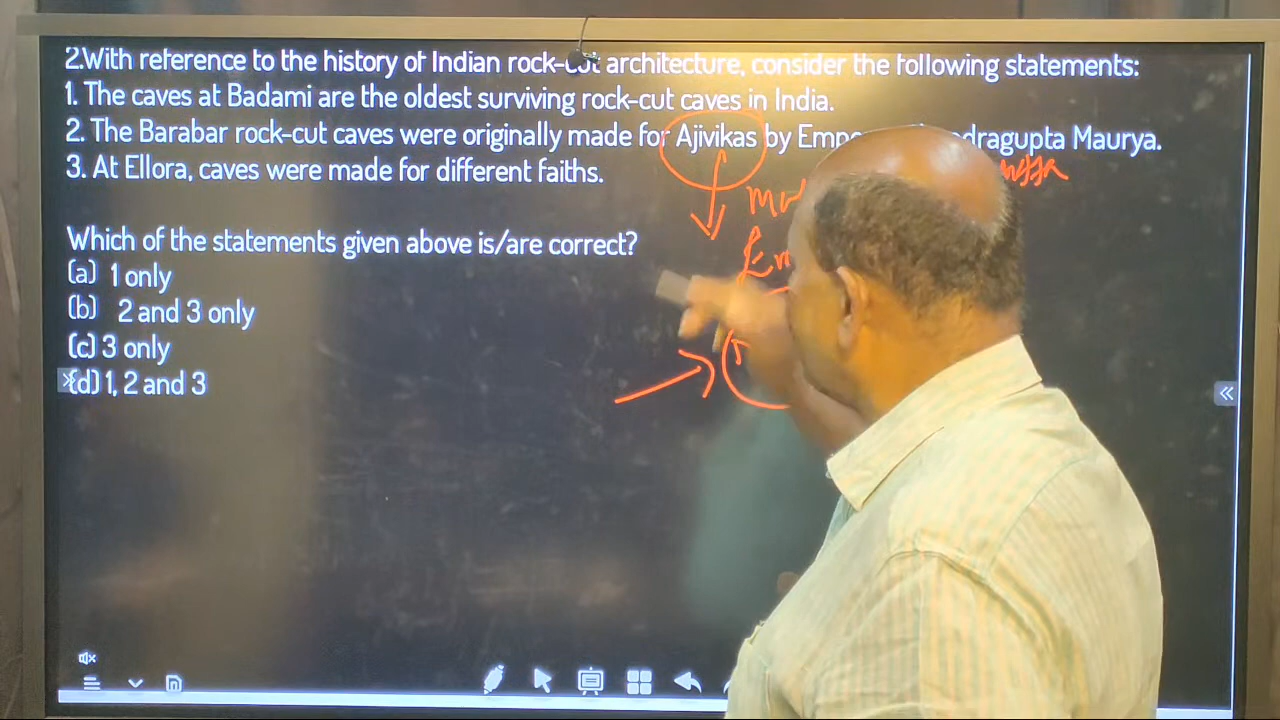 2.With reference to the history of Indian rock-cut architecture, consider the following statements:
1. The caves at Badami are the oldest surviving rock-cut caves in India.
2. The Barabar rock-cut caves were originally made for Ajivikas by Maurya.
3. At Ellora, caves were made for different faiths.
Which of the statements given above is/are correct?
(a) 1 only
(b) 2 and 3 only
(c) 3 only
(d) 1, 2 and 3